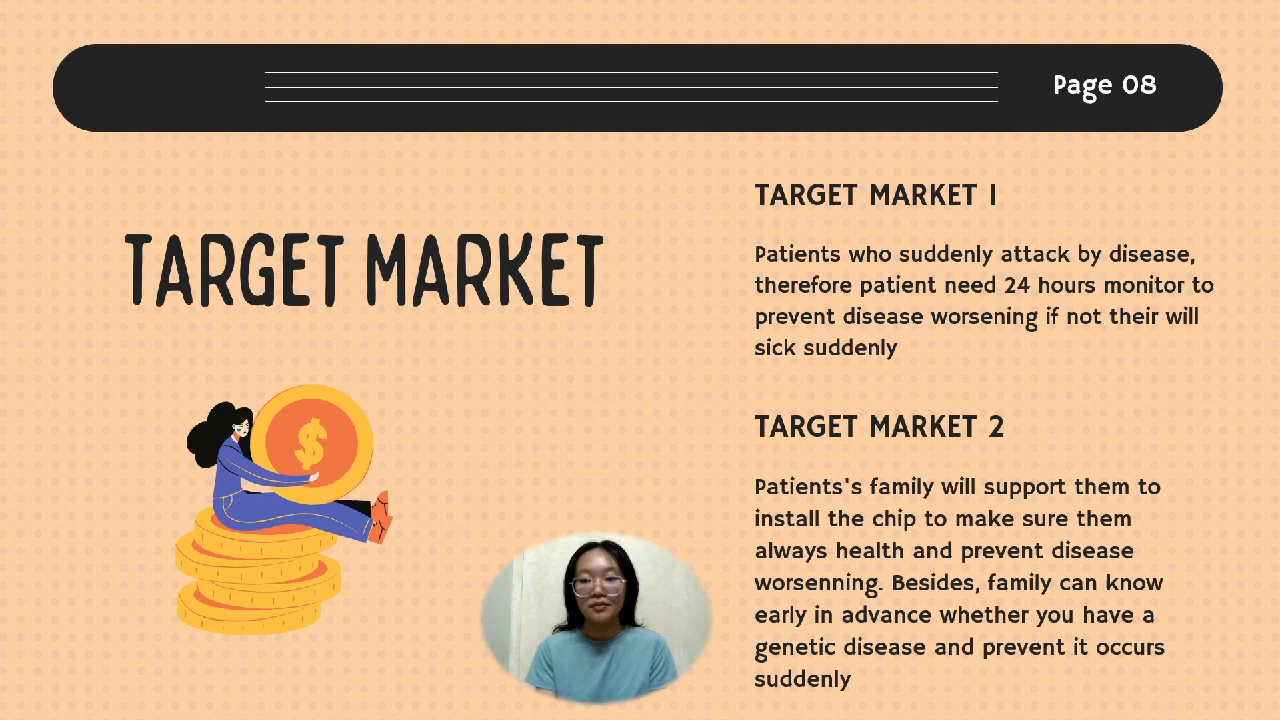 Page 08
TARGET MARKET
TARGET MARKET 1
Patients who suddenly attack by disease,
therefore patient need 24 hours monitor to
prevent disease worsening if not their will
sick suddenly
TARGET MARKET 2
Patients's family will support them to
install the chip to make sure them
always health and prevent disease
worsenning. Besides, family can know
early in advance whether you have a
genetic disease and prevent it occurs
suddenly
$